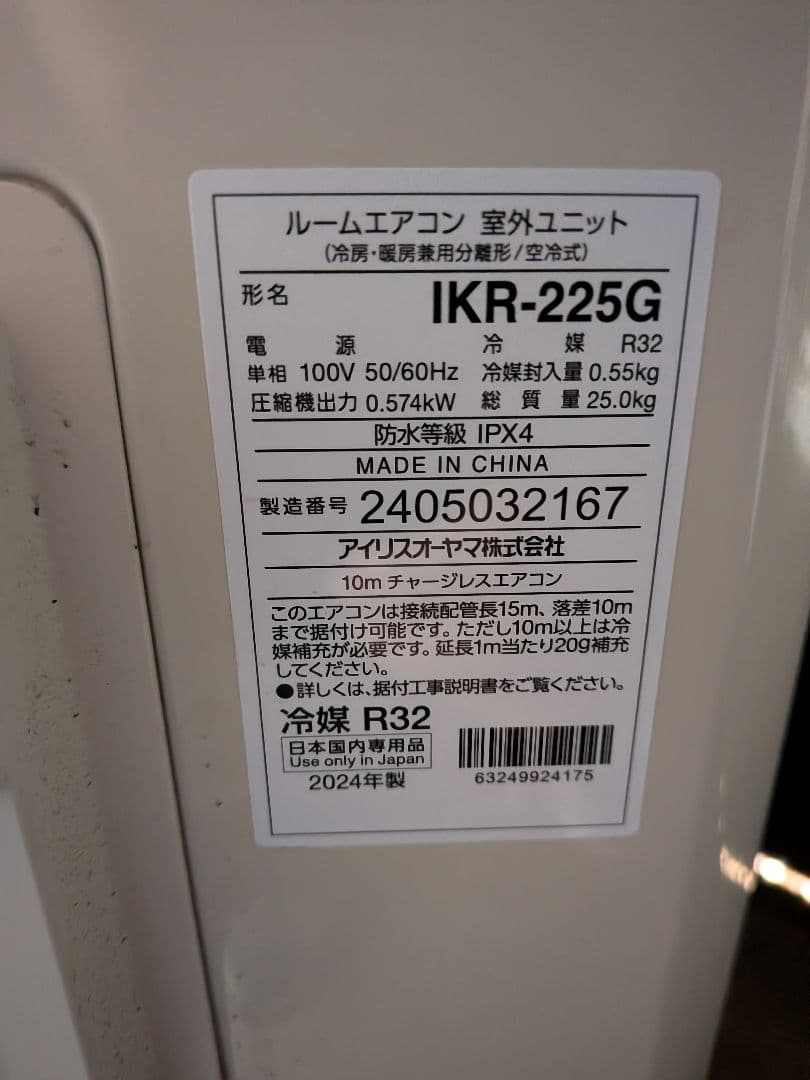 ルームエアコン 室外ユニット
(冷房・暖房兼用分離形/空冷式)
形名 IKR-225G
電源 冷媒 R32
単相 100V 50/60Hz 冷媒封入量 0.55kg
圧縮機出力 0.574kW 総質量 25.0kg
防水等級 IPX4
MADE IN CHINA
製造番号 2405032167
アイリスオーヤマ株式会社
10m チャージレスエアコン
このエアコンは接続配管長15m、落差10m
まで据付け可能です。ただし10m以上は冷
媒補充が必要です。延長1m当たり20g補充
してください。
●詳しくは、据付工事説明書をご覧ください。
冷媒 R32
日本国内専用品
Use only in Japan
2024年製
63249924175